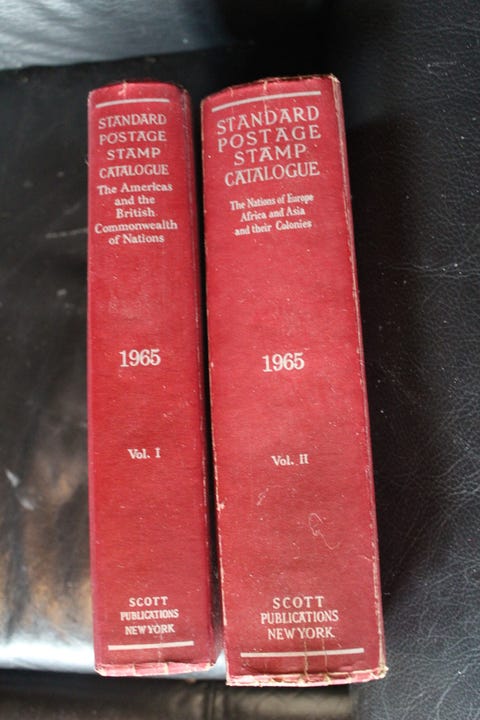 STANDARD
POSTAGE
STAMP
CATALOGUE
The Americas
and the
British
Commonwealth
of Nations
1965
Vol. I
SCOTT
PUBLICATIONS
NEW YORK
STANDARD
POSTAGE
STAMP
CATALOGUE
The Nations of Europe
Africa and Asia
and their Colonies
1965
Vol. II
SCOTT
PUBLICATIONS
NEW YORK